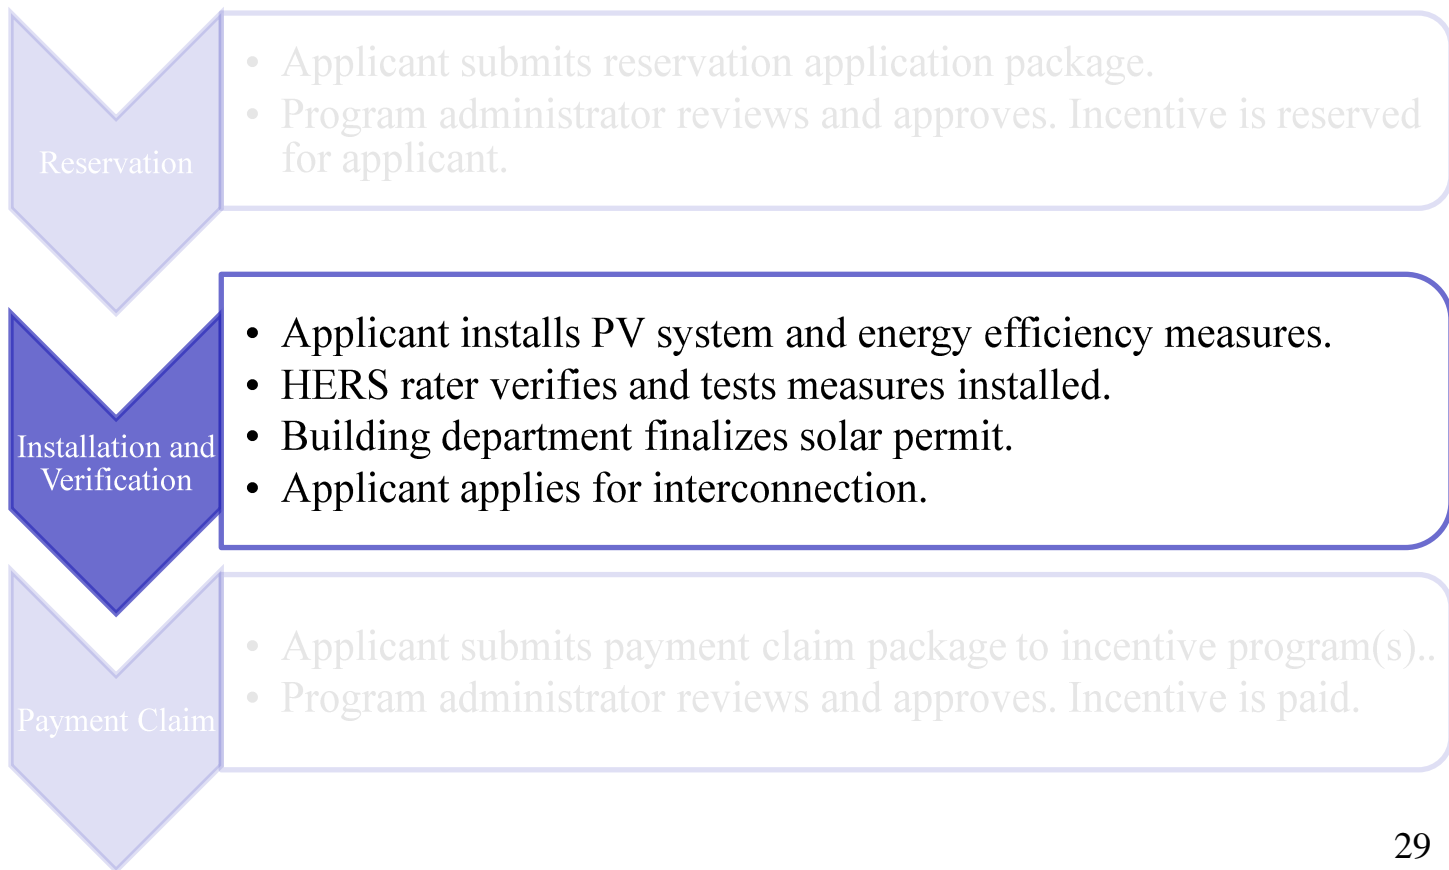 Reservation
• Applicant submits reservation application package.
• Program administrator reviews and approves. Incentive is reserved
for applicant.
Installation and
Verification
• Applicant installs PV system and energy efficiency measures.
• HERS rater verifies and tests measures installed.
• Building department finalizes solar permit.
• Applicant applies for interconnection.
Payment Claim
• Applicant submits payment claim package to incentive program(s)..
• Program administrator reviews and approves. Incentive is paid.
29